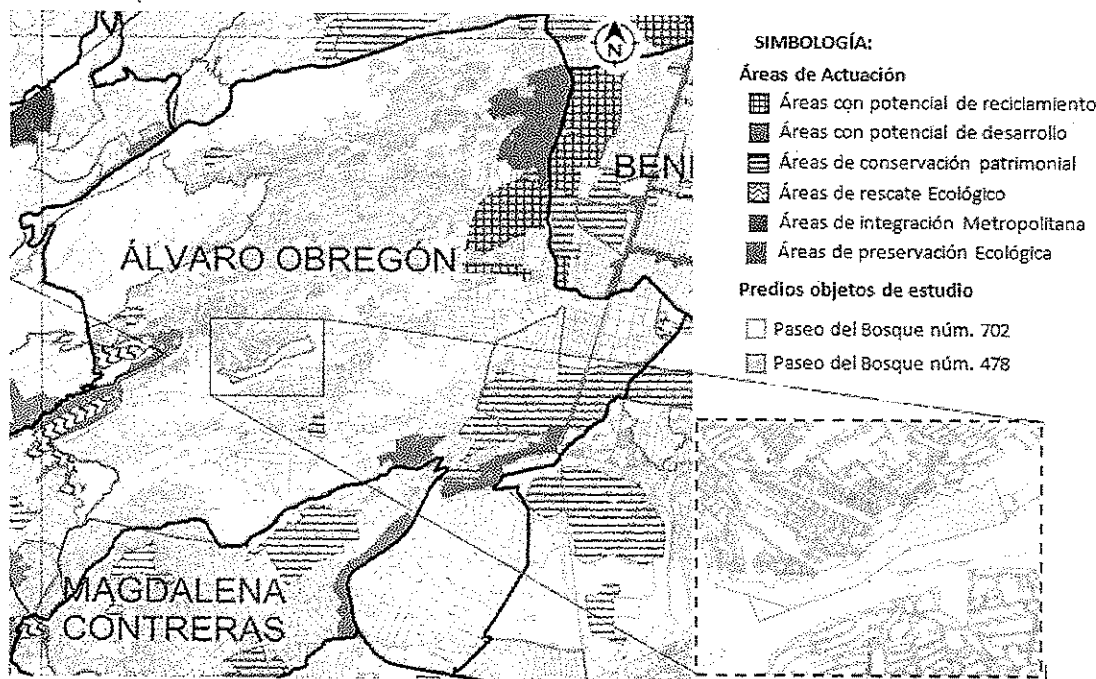 N
BENI
ÁLVARO OBREGÓN
MAGDALENA
CONTRERAS
SIMBOLOGÍA:
Áreas de Actuación
Áreas con potencial de reciclamiento
Áreas con potencial de desarrollo
Áreas de conservación patrimonial
Áreas de rescate Ecológico
Áreas de integración Metropolitana
Áreas de preservación Ecológica
Predios objetos de estudio
Paseo del Bosque núm. 702
Paseo del Bosque núm. 478